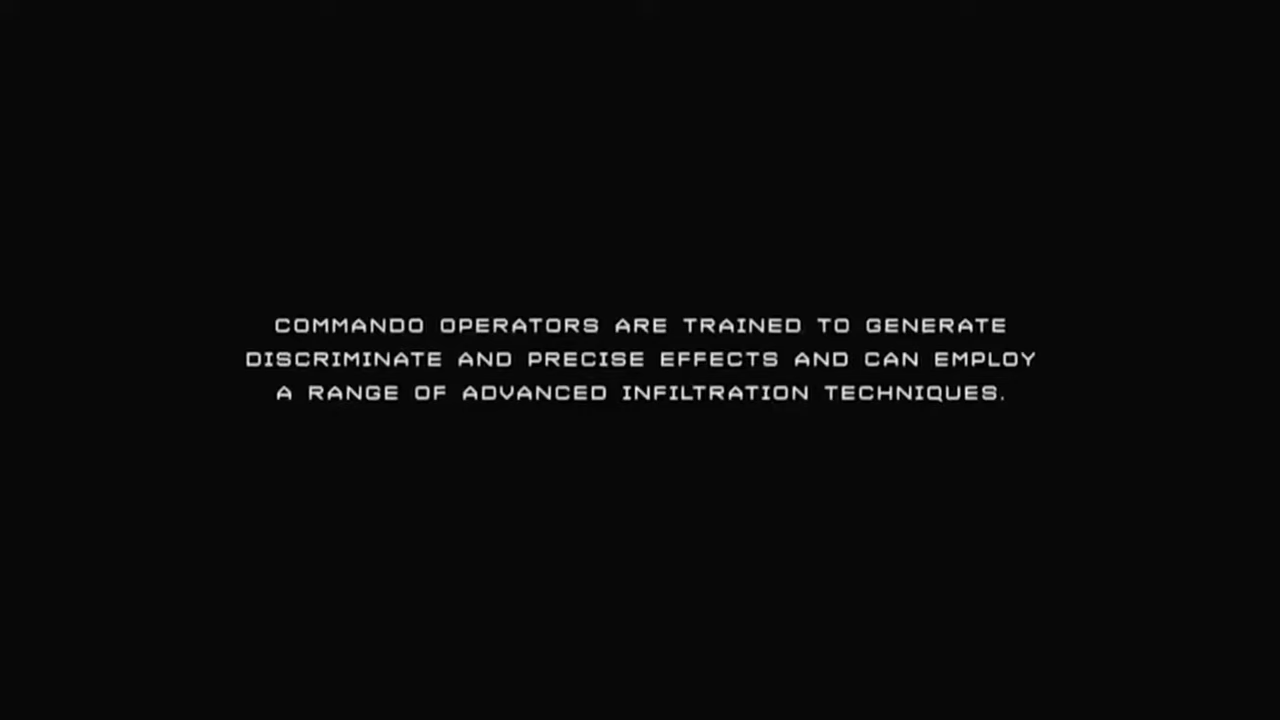 COMMANDO OPERATORS ARE TRAINED TO GENERATE
DISCRIMINATE AND PRECISE EFFECTS AND CAN EMPLOY
A RANGE OF ADVANCED INFILTRATION TECHNIQUES.